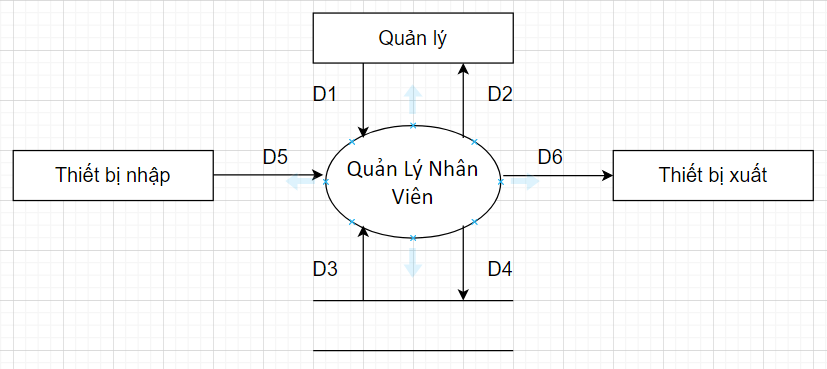 Quản lý
D1
D2
Thiết bị nhập
D5
Quản Lý Nhân
Viên
D6
Thiết bị xuất
D3
D4